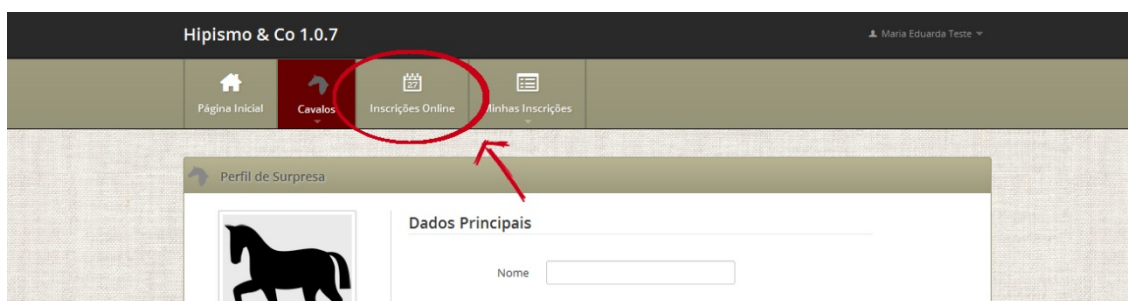 Hipismo & Co 1.0.7
Maria Eduarda Teste
Página Inicial
Cavalos
27
Inscrições Online
Minhas Inscrições
Perfil de Surpresa
Dados Principais
Nome